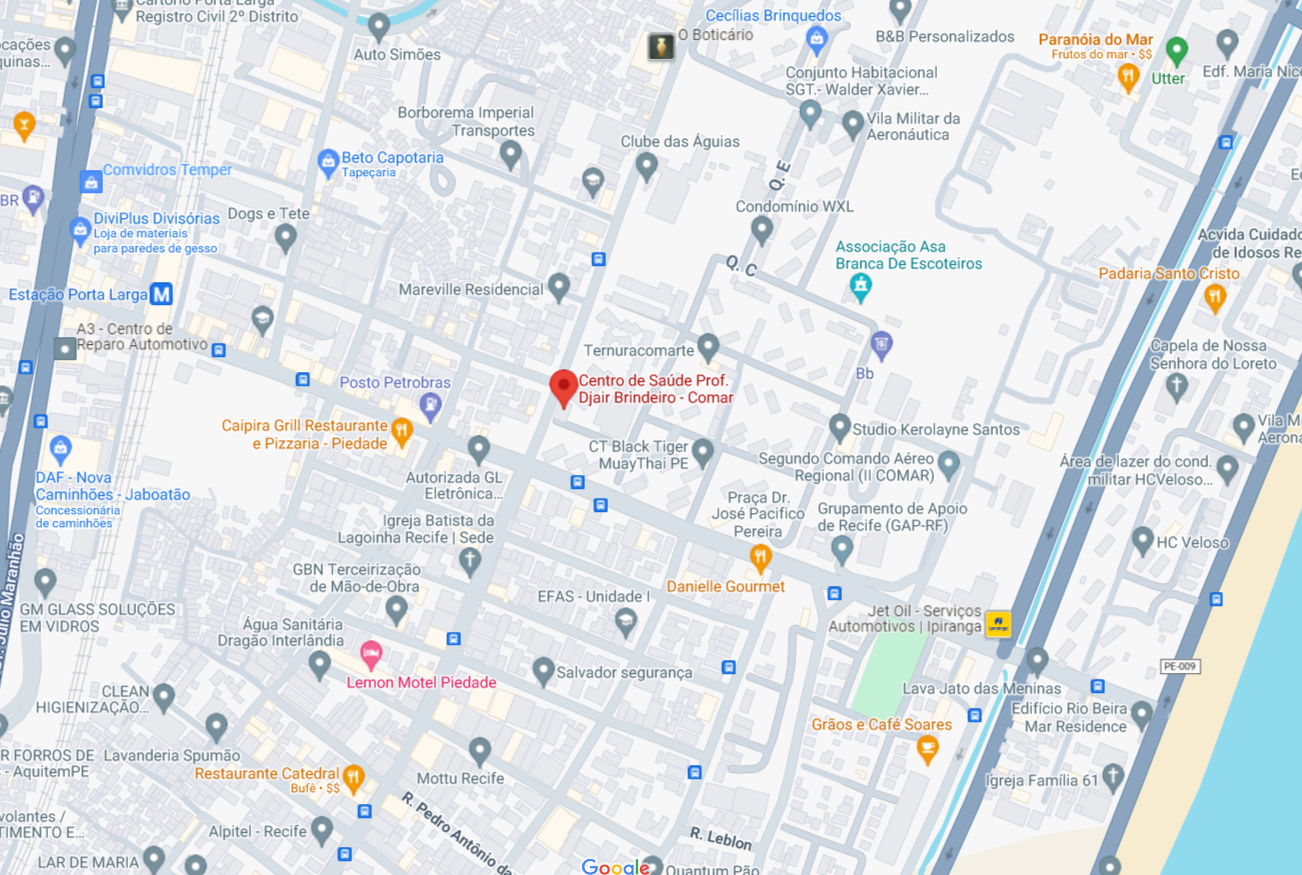 Cartório Porta Larga
Registro Civil 2º Distrito
Auto Simões
O Boticário
Cecílias Brinquedos
B&B Personalizados
Paranóia do Mar
Frutos do mar • $$
Utter
Edf. Maria Nice
ocações
quinas...
Conjunto Habitacional
SGT.- Walder Xavier...
Vila Militar da
Aeronáutica
Borborema Imperial
Transportes
Clube das Águias
Beto Capotaria
Tapeçaria
Comvidros Temper
BR
DiviPlus Divisórias
Loja de materiais
para paredes de gesso
Dogs e Tete
Q. E
Condomínio WXL
Q. C
Associação Asa
Branca De Escoteiros
Acvida Cuidado
de Idosos Re
Padaria Santo Cristo
Estação Porta Larga
M
Mareville Residencial
A3 - Centro de
Reparo Automotivo
Ternuracomarte
Bb
Capela de Nossa
Senhora do Loreto
Posto Petrobras
Centro de Saúde Prof.
Djair Brindeiro - Comar
Caipira Grill Restaurante
e Pizzaria - Piedade
Studio Kerolayne Santos
Vila Mi
Aerona
CT Black Tiger
MuayThai PE
Segundo Comando Aéreo
Regional (II COMAR)
Área de lazer do cond.
militar HCVeloso...
DAF - Nova
Caminhões - Jaboatão
Concessionária
de caminhões
Autorizada GL
Eletrônica...
Praça Dr.
José Pacifico
Pereira
Grupamento de Apoio
de Recife (GAP-RF)
Igreja Batista da
Lagoinha Recife | Sede
HC Veloso
Júlio Maranhão
GBN Terceirização
de Mão-de-Obra
Danielle Gourmet
EFAS - Unidade I
GM GLASS SOLUÇÕES
EM VIDROS
Água Sanitária
Dragão Interlândia
Jet Oil - Serviços
Automotivos | Ipiranga
PE-009
Lemon Motel Piedade
Salvador segurança
Lava Jato das Meninas
CLEAN
HIGIENIZAÇÃO...
Edifício Rio Beira
Mar Residence
Grãos e Café Soares
R FORROS DE
- AquitemPE
Lavanderia Spumão
Restaurante Catedral
Bufê • $$
Mottu Recife
Igreja Família 61
R. Pedro Antônio da
R. Leblon
volantes /
TIMENTO E...
Alpitel - Recife
LAR DE MARIA
Google
Quantum Pão